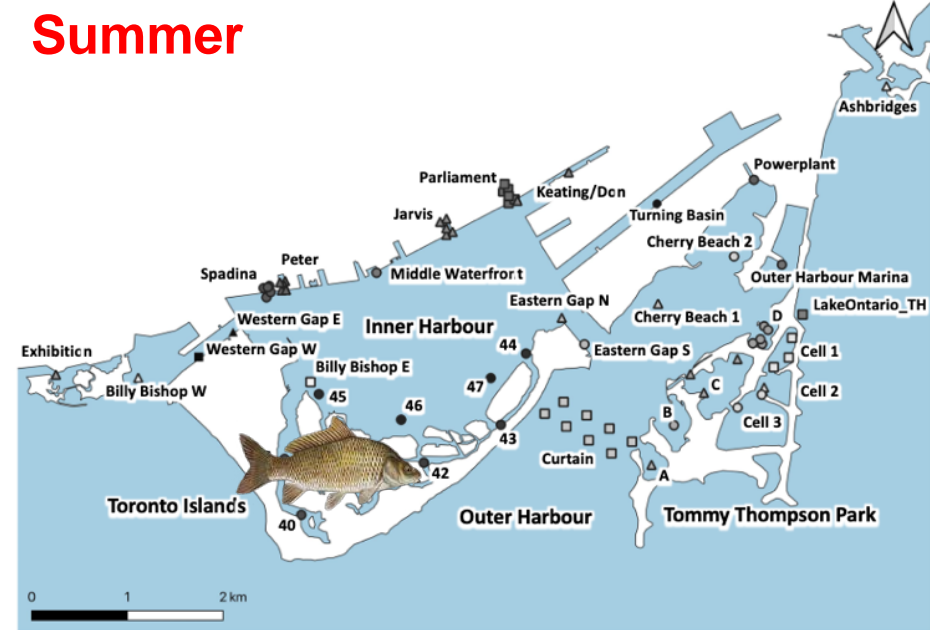 Summer
Ashbridges
Powerplant
Parliament
Keating/Don
Jarvis
Turning Basin
Cherry Beach 2
Peter
Spadina
Middle Waterfront
Outer Harbour Marina
Eastern Gap N
LakeOntario_TH
Western Gap E
Inner Harbour
Cherry Beach 1
D
Exhibition
Western Gap W
44
Eastern Gap S
Cell 1
Billy Bishop E
Billy Bishop W
45
47
C
Cell 2
46
B
Cell 3
43
Curtain
42
A
Toronto Islands
40
Outer Harbour
Tommy Thompson Park
0 1 2 km